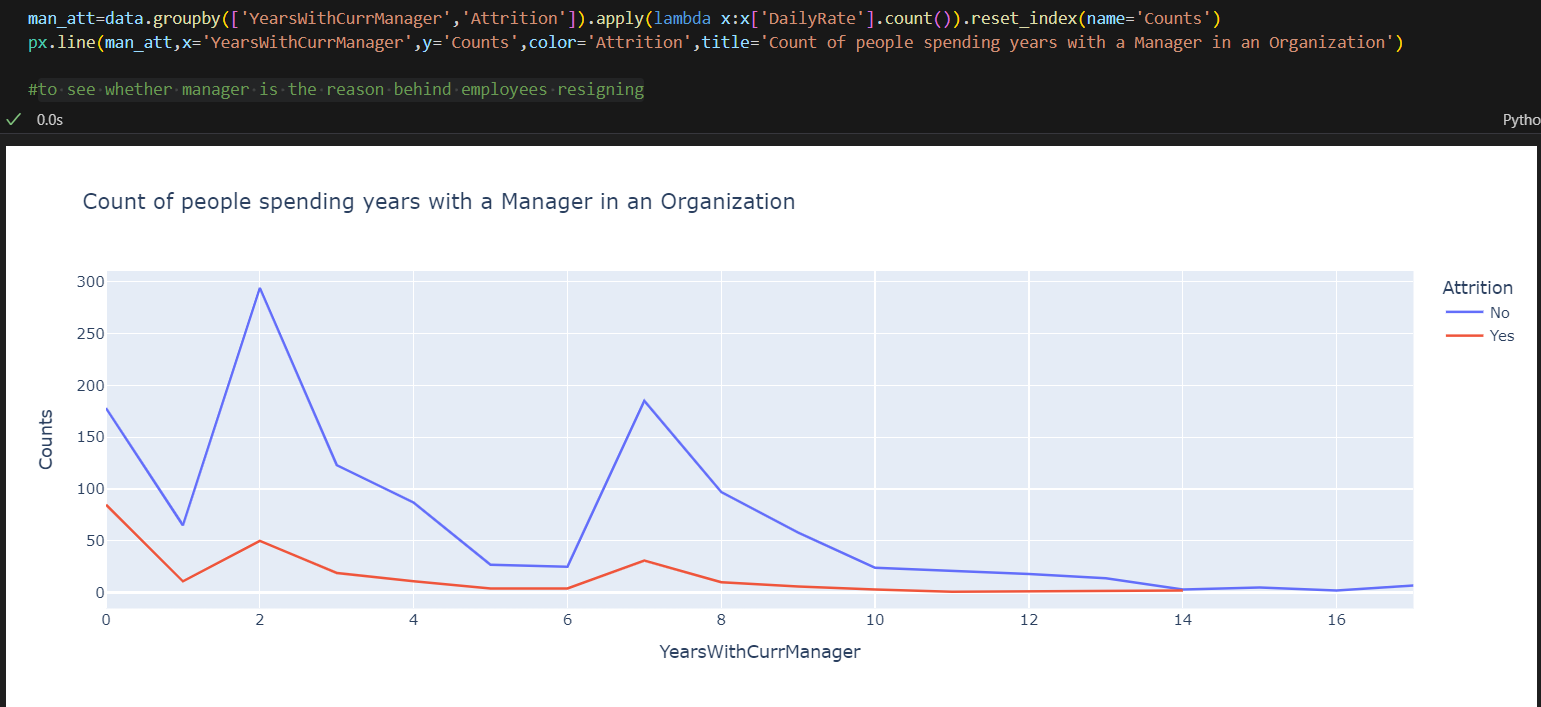 man_att=data.groupby(['YearsWithCurrManager','Attrition']).apply(lambda x:x['DailyRate'].count()).reset_index(name='Counts')
px.line(man_att,x='YearsWithCurrManager',y='Counts',color='Attrition',title='Count of people spending years with a Manager in an Organization')
#to see whether manager is the reason behind employees resigning
0.0s
Pytho
Count of people spending years with a Manager in an Organization
300
250
200
150
100
50
0
Counts
0 2 4 6 8 10 12 14 16
YearsWithCurrManager
Attrition
No
Yes